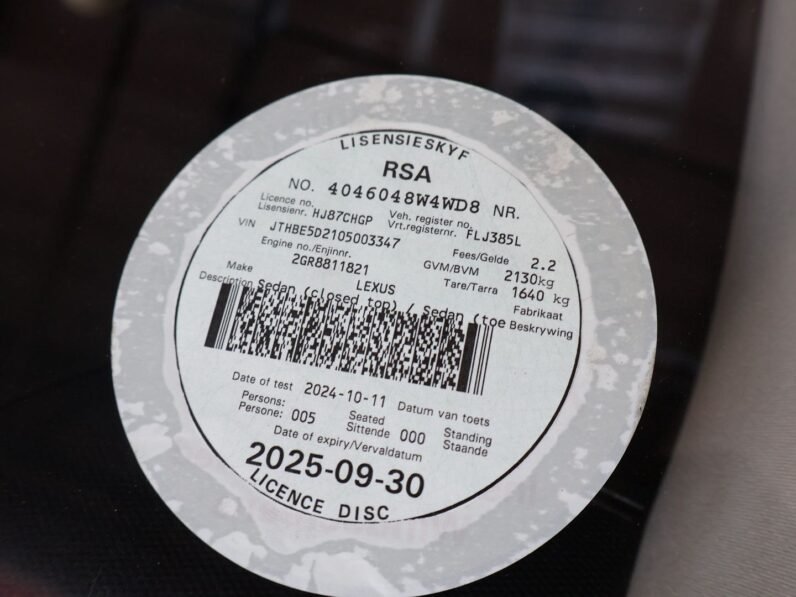 LISENSIESKYF
RSA
NO. 4046048W4WD8 NR.
Licence no. Veh. register no.
Lisensienr. HJ87CHGP Vrt.registernr. FLJ385L
VIN JTHBE5D2105003347 Fees/Gelde 2.2
Engine no./Enjinnr. GVM/BVM 2130kg
2GR8811821 Tare/Tarra 1640 kg
Make LEXUS Fabrikaat
Description Sedan (closed top) / Sedan (toe Beskrywing
Date of test 2024-10-11 Datum van toets
Persons: Seated Standing
Persone: 005 Sittende 000 Staande
Date of expiry/Vervaldatum
2025-09-30
LICENCE DISC